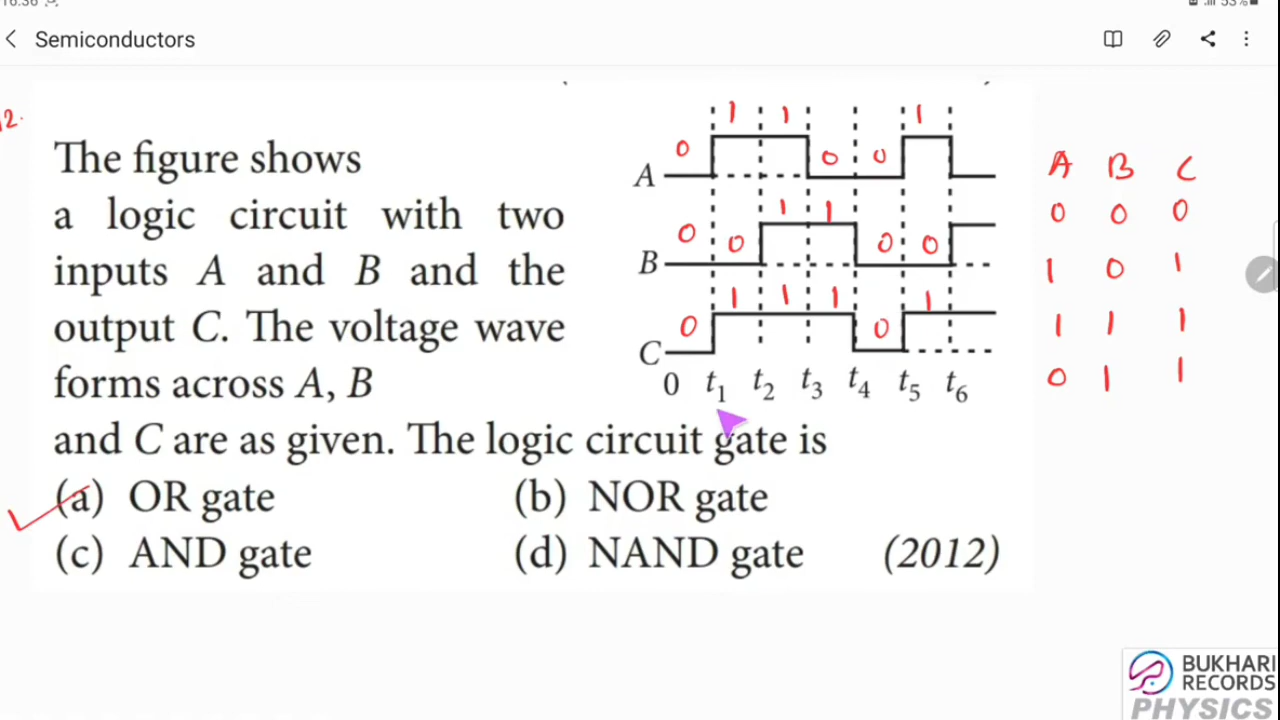 16:36
53%
Semiconductors
12.
The figure shows
a logic circuit with two
inputs A and B and the
output C. The voltage wave
forms across A, B
and C are as given. The logic circuit gate is
(a) OR gate (b) NOR gate
(c) AND gate (d) NAND gate (2012)
1 1 1
0 0 0
A
1 1
0 0 0 0
B
1 1 1 1
0 0
C
0 t1 t2 t3 t4 t5 t6
A B C
0 0 0
1 0 1
1 1 1
0 1 1
BUKHARI
RECORDS
PHYSICS